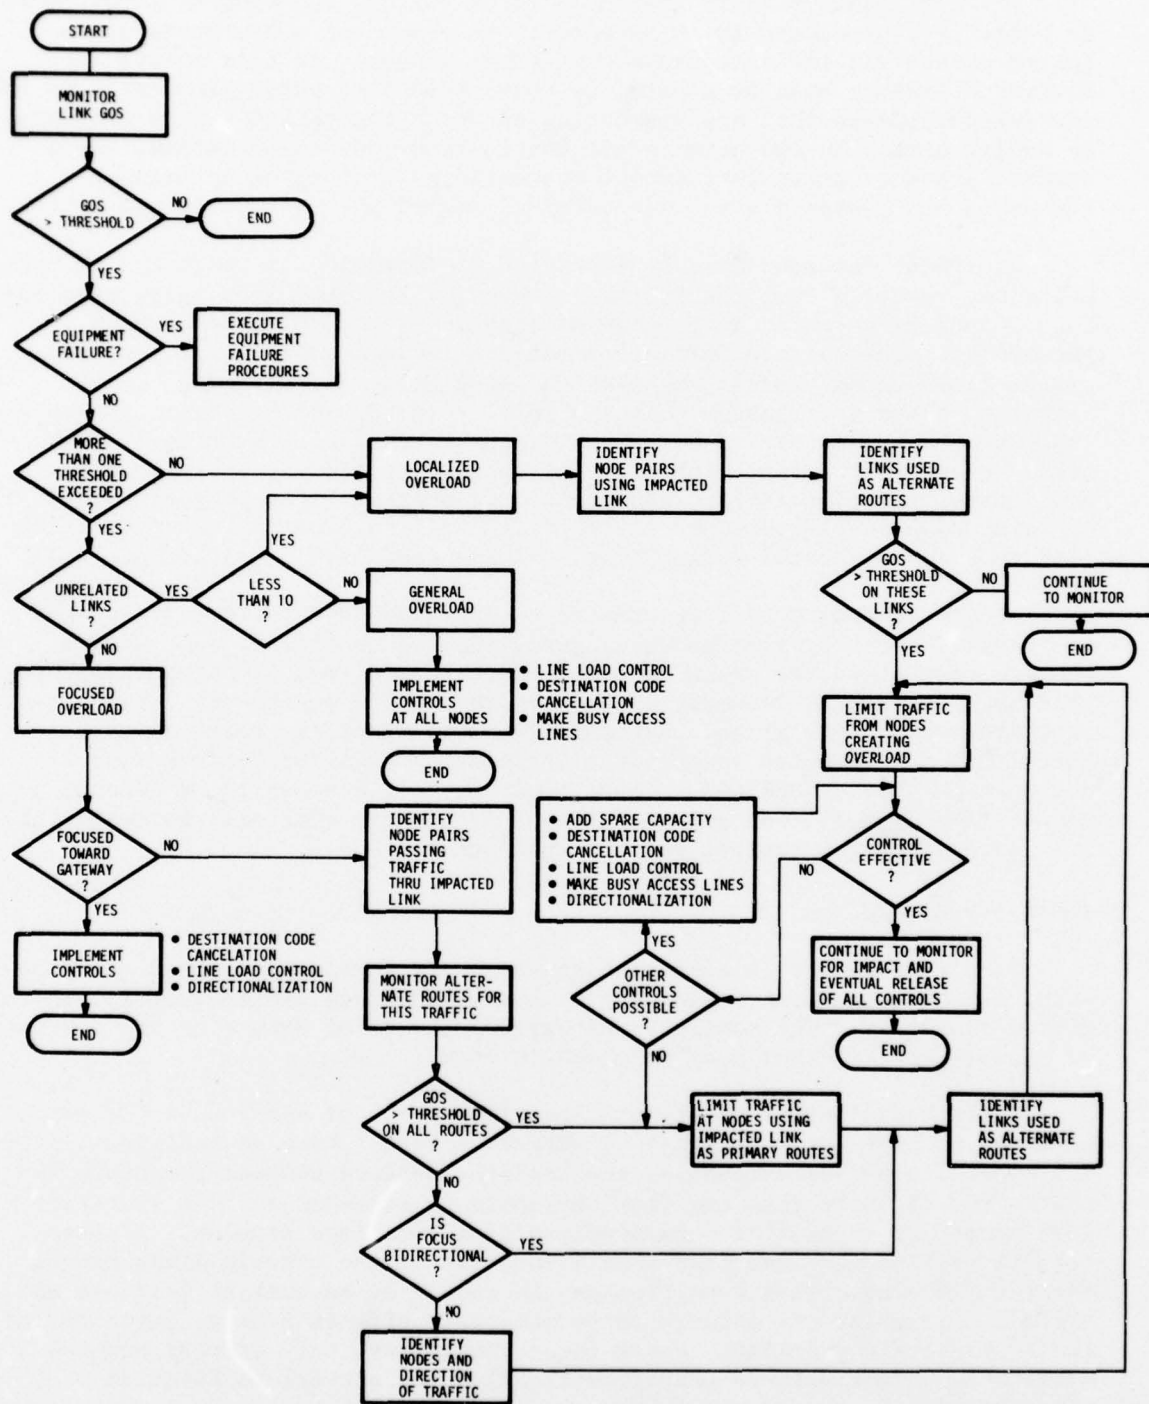 START
MONITOR
LINK GOS
GOS
> THRESHOLD
NO
END
YES
EQUIPMENT
FAILURE?
YES
EXECUTE
EQUIPMENT
FAILURE
PROCEDURES
NO
MORE
THAN ONE
THRESHOLD
EXCEEDED
?
NO
LOCALIZED
OVERLOAD
IDENTIFY
NODE PAIRS
USING IMPACTED
LINK
IDENTIFY
LINKS USED
AS ALTERNATE
ROUTES
YES
UNRELATED
LINKS
?
YES
LESS
THAN 10
?
YES
NO
GENERAL
OVERLOAD
GOS
> THRESHOLD
ON THESE
LINKS
?
NO
CONTINUE
TO MONITOR
END
YES
NO
FOCUSED
OVERLOAD
IMPLEMENT
CONTROLS
AT ALL NODES
• LINE LOAD CONTROL
• DESTINATION CODE
CANCELLATION
• MAKE BUSY ACCESS
LINES
END
LIMIT TRAFFIC
FROM NODES
CREATING
OVERLOAD
FOCUSED
TOWARD
GATEWAY
?
NO
IDENTIFY
NODE PAIRS
PASSING
TRAFFIC
THRU IMPACTED
LINK
• ADD SPARE CAPACITY
• DESTINATION CODE
CANCELLATION
• LINE LOAD CONTROL
• MAKE BUSY ACCESS LINES
• DIRECTIONALIZATION
CONTROL
EFFECTIVE
?
NO
YES
YES
IMPLEMENT
CONTROLS
• DESTINATION CODE
CANCELATION
• LINE LOAD CONTROL
• DIRECTIONALIZATION
END
MONITOR ALTER-
NATE ROUTES FOR
THIS TRAFFIC
YES
OTHER
CONTROLS
POSSIBLE
?
NO
CONTINUE TO MONITOR
FOR IMPACT AND
EVENTUAL RELEASE
OF ALL CONTROLS
END
GOS
> THRESHOLD
ON ALL ROUTES
?
YES
LIMIT TRAFFIC
AT NODES USING
IMPACTED LINK
AS PRIMARY ROUTES
IDENTIFY
LINKS USED
AS ALTERNATE
ROUTES
NO
IS
FOCUS
BIDIRECTIONAL
?
YES
NO
IDENTIFY
NODES AND
DIRECTION
OF TRAFFIC